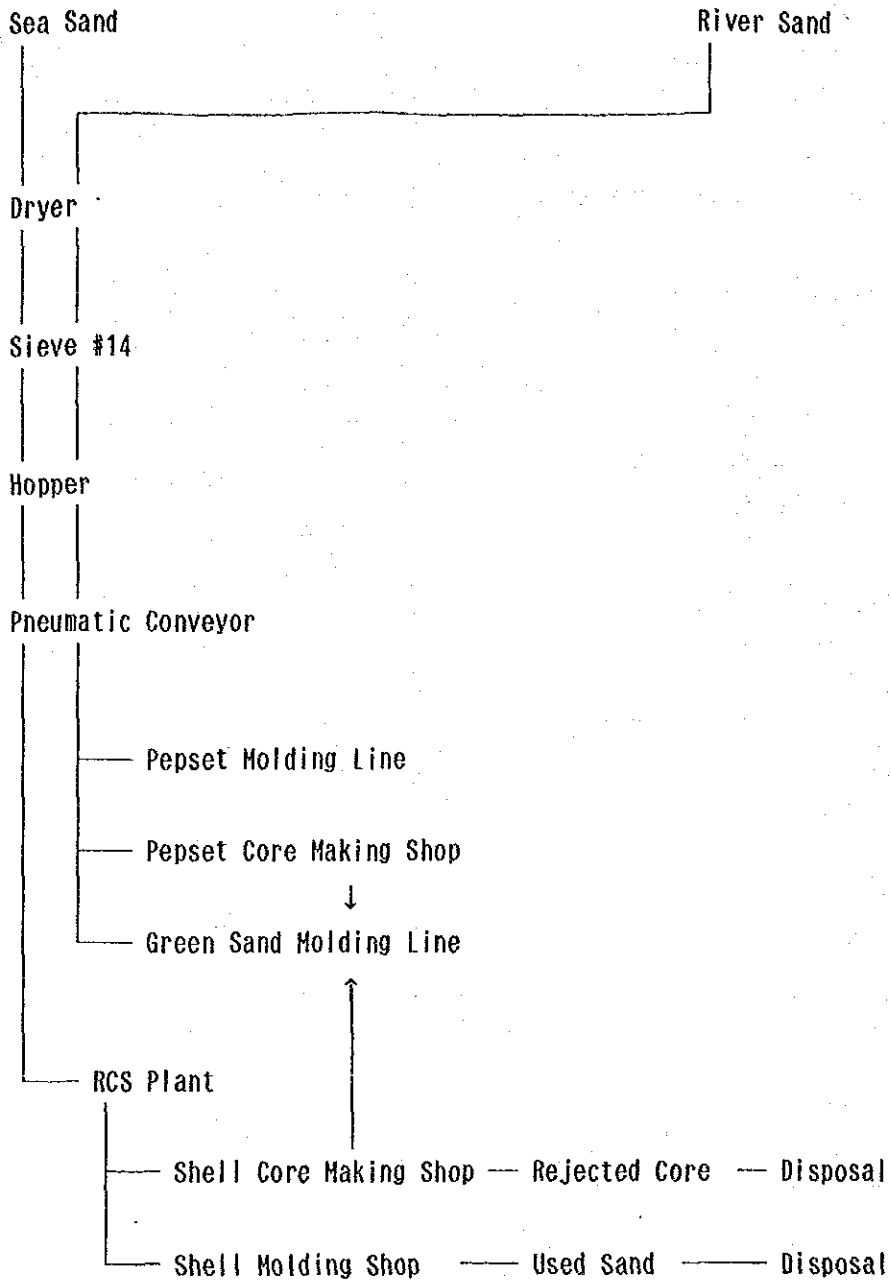 Sea Sand River Sand
Dryer
Sieve #14
Hopper
Pneumatic Conveyor
Pepset Molding Line
Pepset Core Making Shop
↓
Green Sand Molding Line
↑
RCS Plant
Shell Core Making Shop — Rejected Core — Disposal
Shell Molding Shop — Used Sand — Disposal